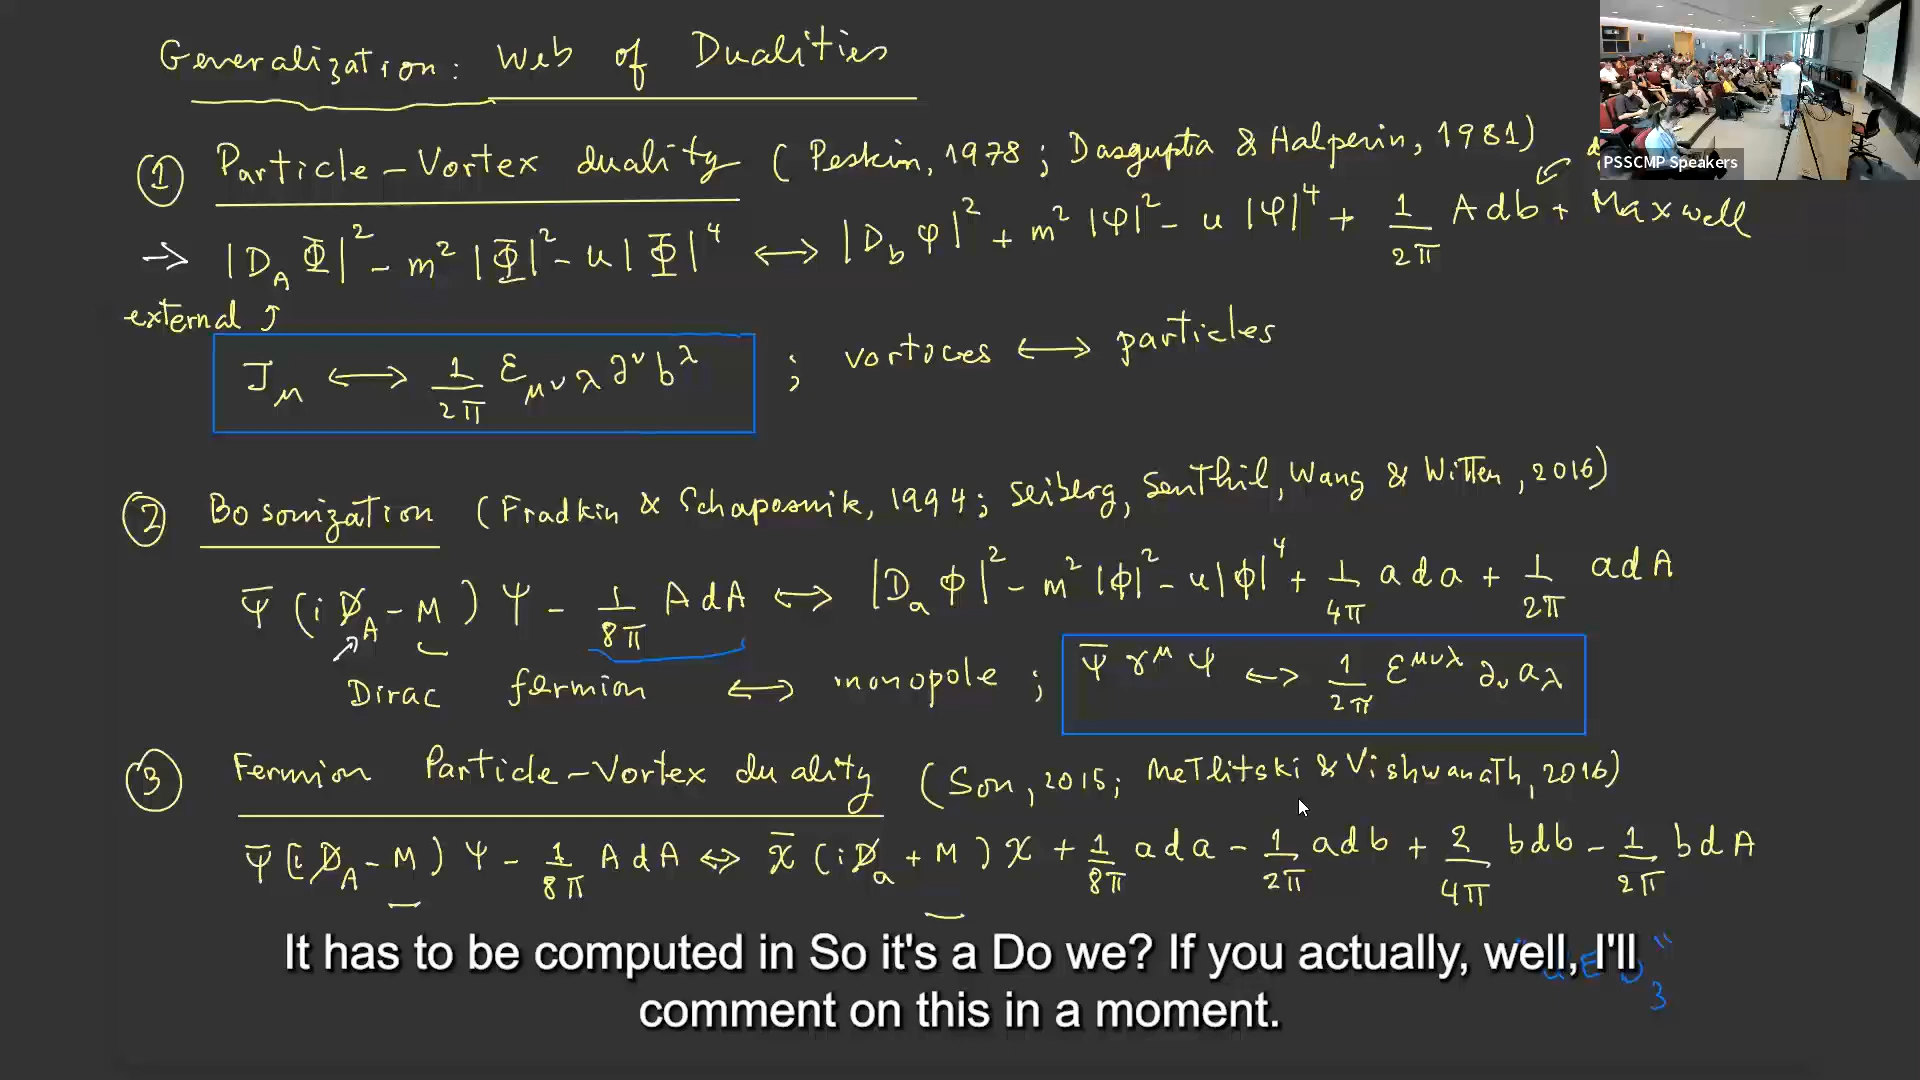 Generalization: Web of Dualities
① Particle-Vortex duality (Peskin, 1978; Dasgupta & Halperin, 1981)
PSSCMP Speakers
→ |D_A Φ|² - m² |Φ|² - u |Φ|⁴ ↔ |D_b φ|² + m² |φ|² - u |φ|⁴ + 1/2π Adb + Maxwell
external ↑
J_μ ↔ 1/2π ε_μνλ ∂^ν b^λ ; vortices ↔ particles
② Bosonization (Fradkin & Schaposnik, 1994; Seiberg, Senthil, Wang & Witten, 2016)
Ψ̄ (i D̸_A - M) Ψ - 1/8π AdA ↔ |D_a ϕ|² - m² |ϕ|² - u |ϕ|⁴ + 1/4π ada + 1/2π adA
Dirac fermion ↔ monopole ; Ψ̄ γ^μ Ψ ↔ 1/2π ε^μνλ ∂_ν a_λ
③ Fermion Particle-Vortex duality (Son, 2015; Metlitski & Vishwanath, 2016)
Ψ̄ [i D̸_A - M) Ψ - 1/8π AdA ↔ χ̄ (i D̸_a + M) χ + 1/8π ada - 1/2π adb + 2/4π bdb - 1/2π bdA
It has to be computed in So it's a Do we? If you actually, well, I'll
comment on this in a moment.